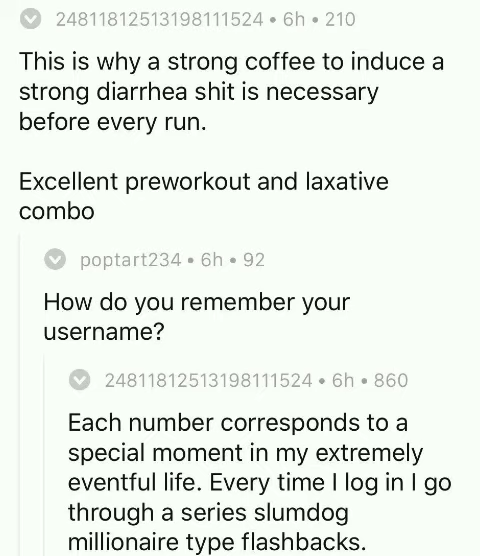 24811812513198111524 • 6h • 210
This is why a strong coffee to induce a
strong diarrhea shit is necessary
before every run.
Excellent preworkout and laxative
combo
poptart234 • 6h • 92
How do you remember your
username?
24811812513198111524 • 6h • 860
Each number corresponds to a
special moment in my extremely
eventful life. Every time I log in I go
through a series slumdog
millionaire type flashbacks.